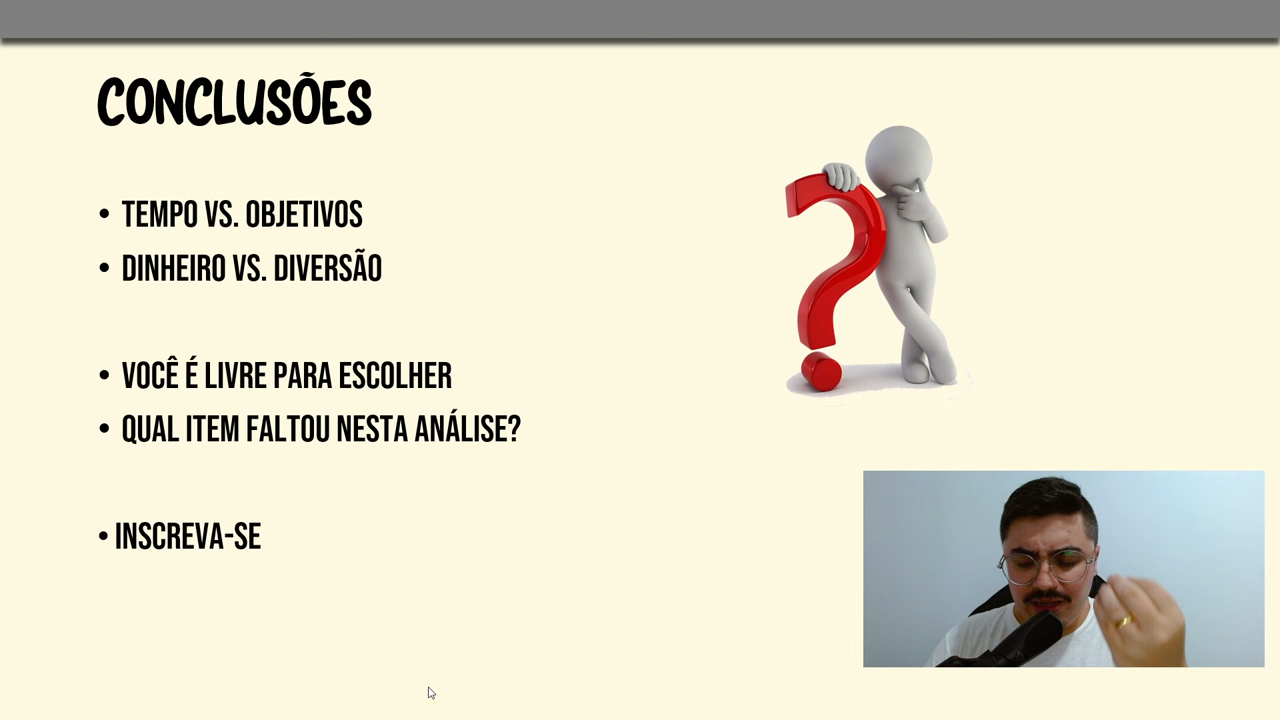 CONCLUSÕES
• TEMPO VS. OBJETIVOS
• DINHEIRO VS. DIVERSÃO
• VOCÊ É LIVRE PARA ESCOLHER
• QUAL ITEM FALTOU NESTA ANÁLISE?
• INSCREVA-SE